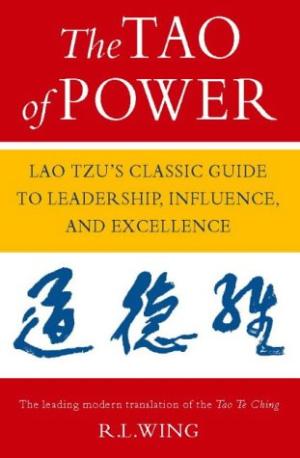 The TAO
of POWER
LAO TZU'S CLASSIC GUIDE
TO LEADERSHIP, INFLUENCE,
AND EXCELLENCE
道德經
The leading modern translation of the Tao Te Ching
R.L.WING